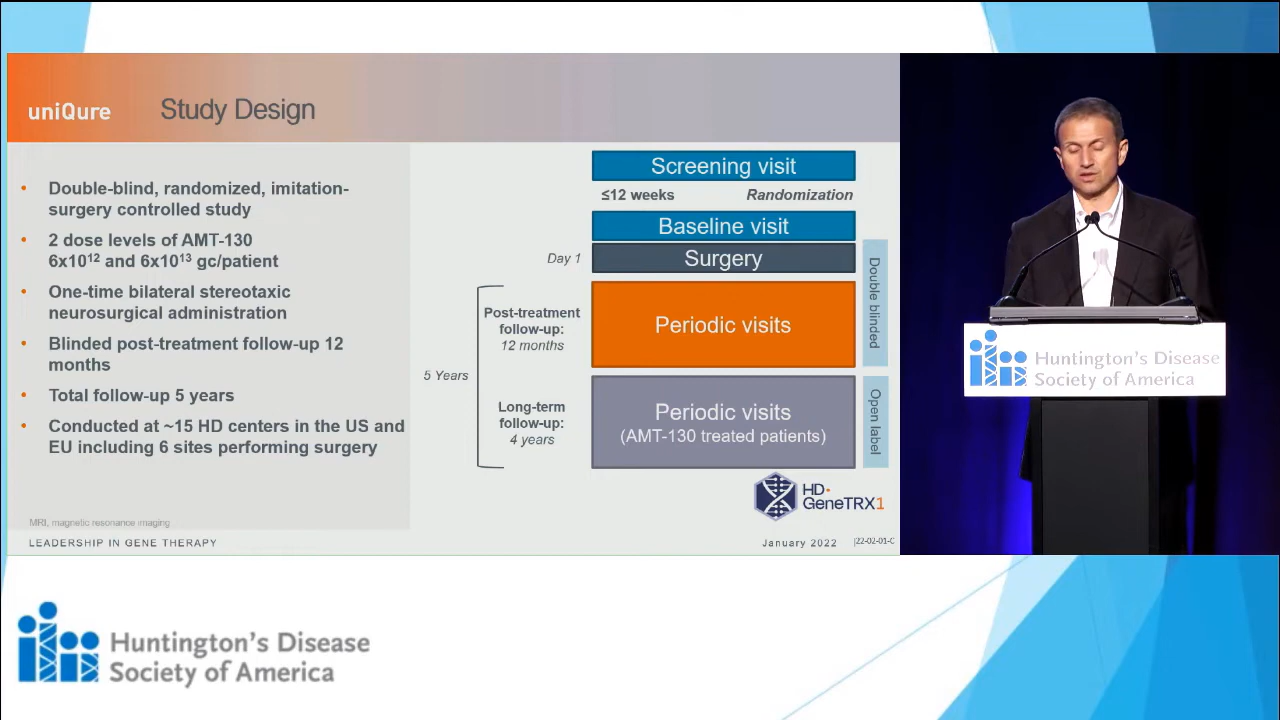 uniQure
Study Design
• Double-blind, randomized, imitation-
surgery controlled study
• 2 dose levels of AMT-130
6x10¹² and 6x10¹³ gc/patient
• One-time bilateral stereotaxic
neurosurgical administration
• Blinded post-treatment follow-up 12
months
• Total follow-up 5 years
• Conducted at ~15 HD centers in the US and
EU including 6 sites performing surgery
MRI, magnetic resonance imaging
LEADERSHIP IN GENE THERAPY
Screening visit
≤12 weeks Randomization
Baseline visit
Day 1
Surgery
5 Years
Post-treatment
follow-up:
12 months
Periodic visits
Long-term
follow-up:
4 years
Periodic visits
(AMT-130 treated patients)
Double blinded
Open label
HD·
GeneTRX1
January 2022 |22-02-01-C
Huntington's Disease
Society of America
Huntington's Disease
Society of America